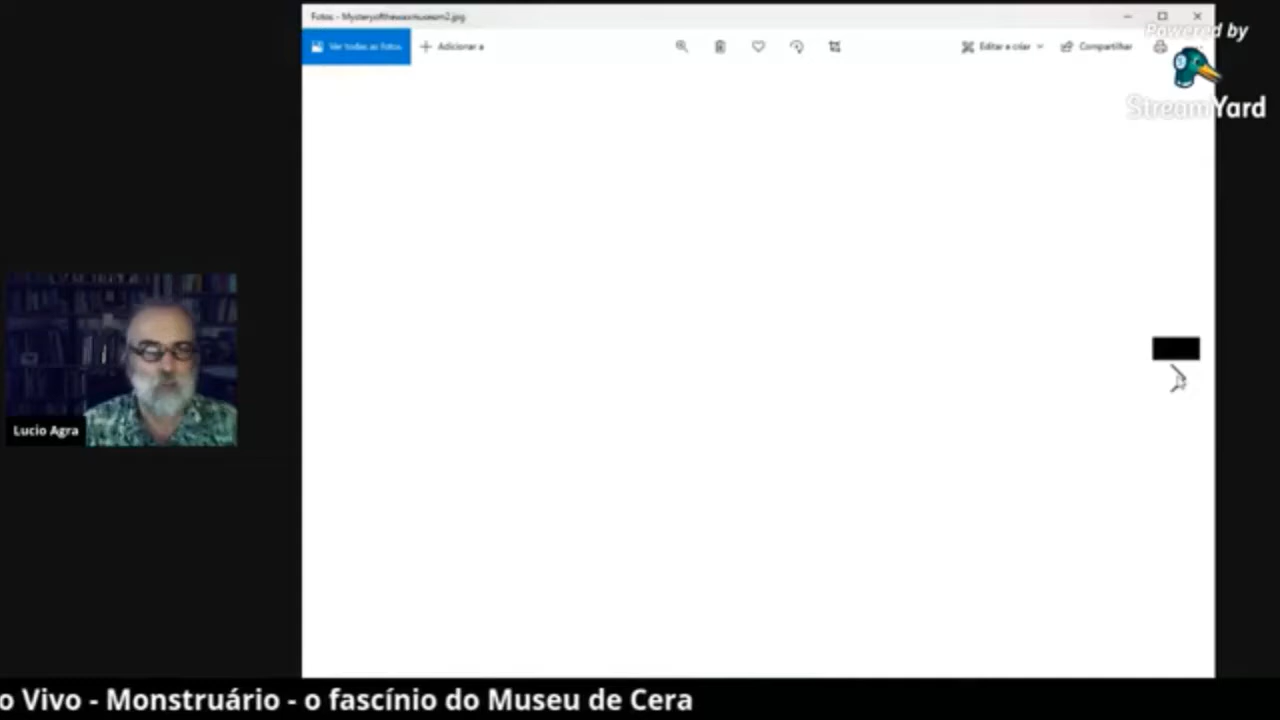 Fotos - Mysteryofthewaxmuseum2.jpg
Ver todas as fotos
Adicionar a
Editar e criar
Compartilhar
Powered by
StreamYard
Lucio Agra
o Vivo - Monstruário - o fascínio do Museu de Cera